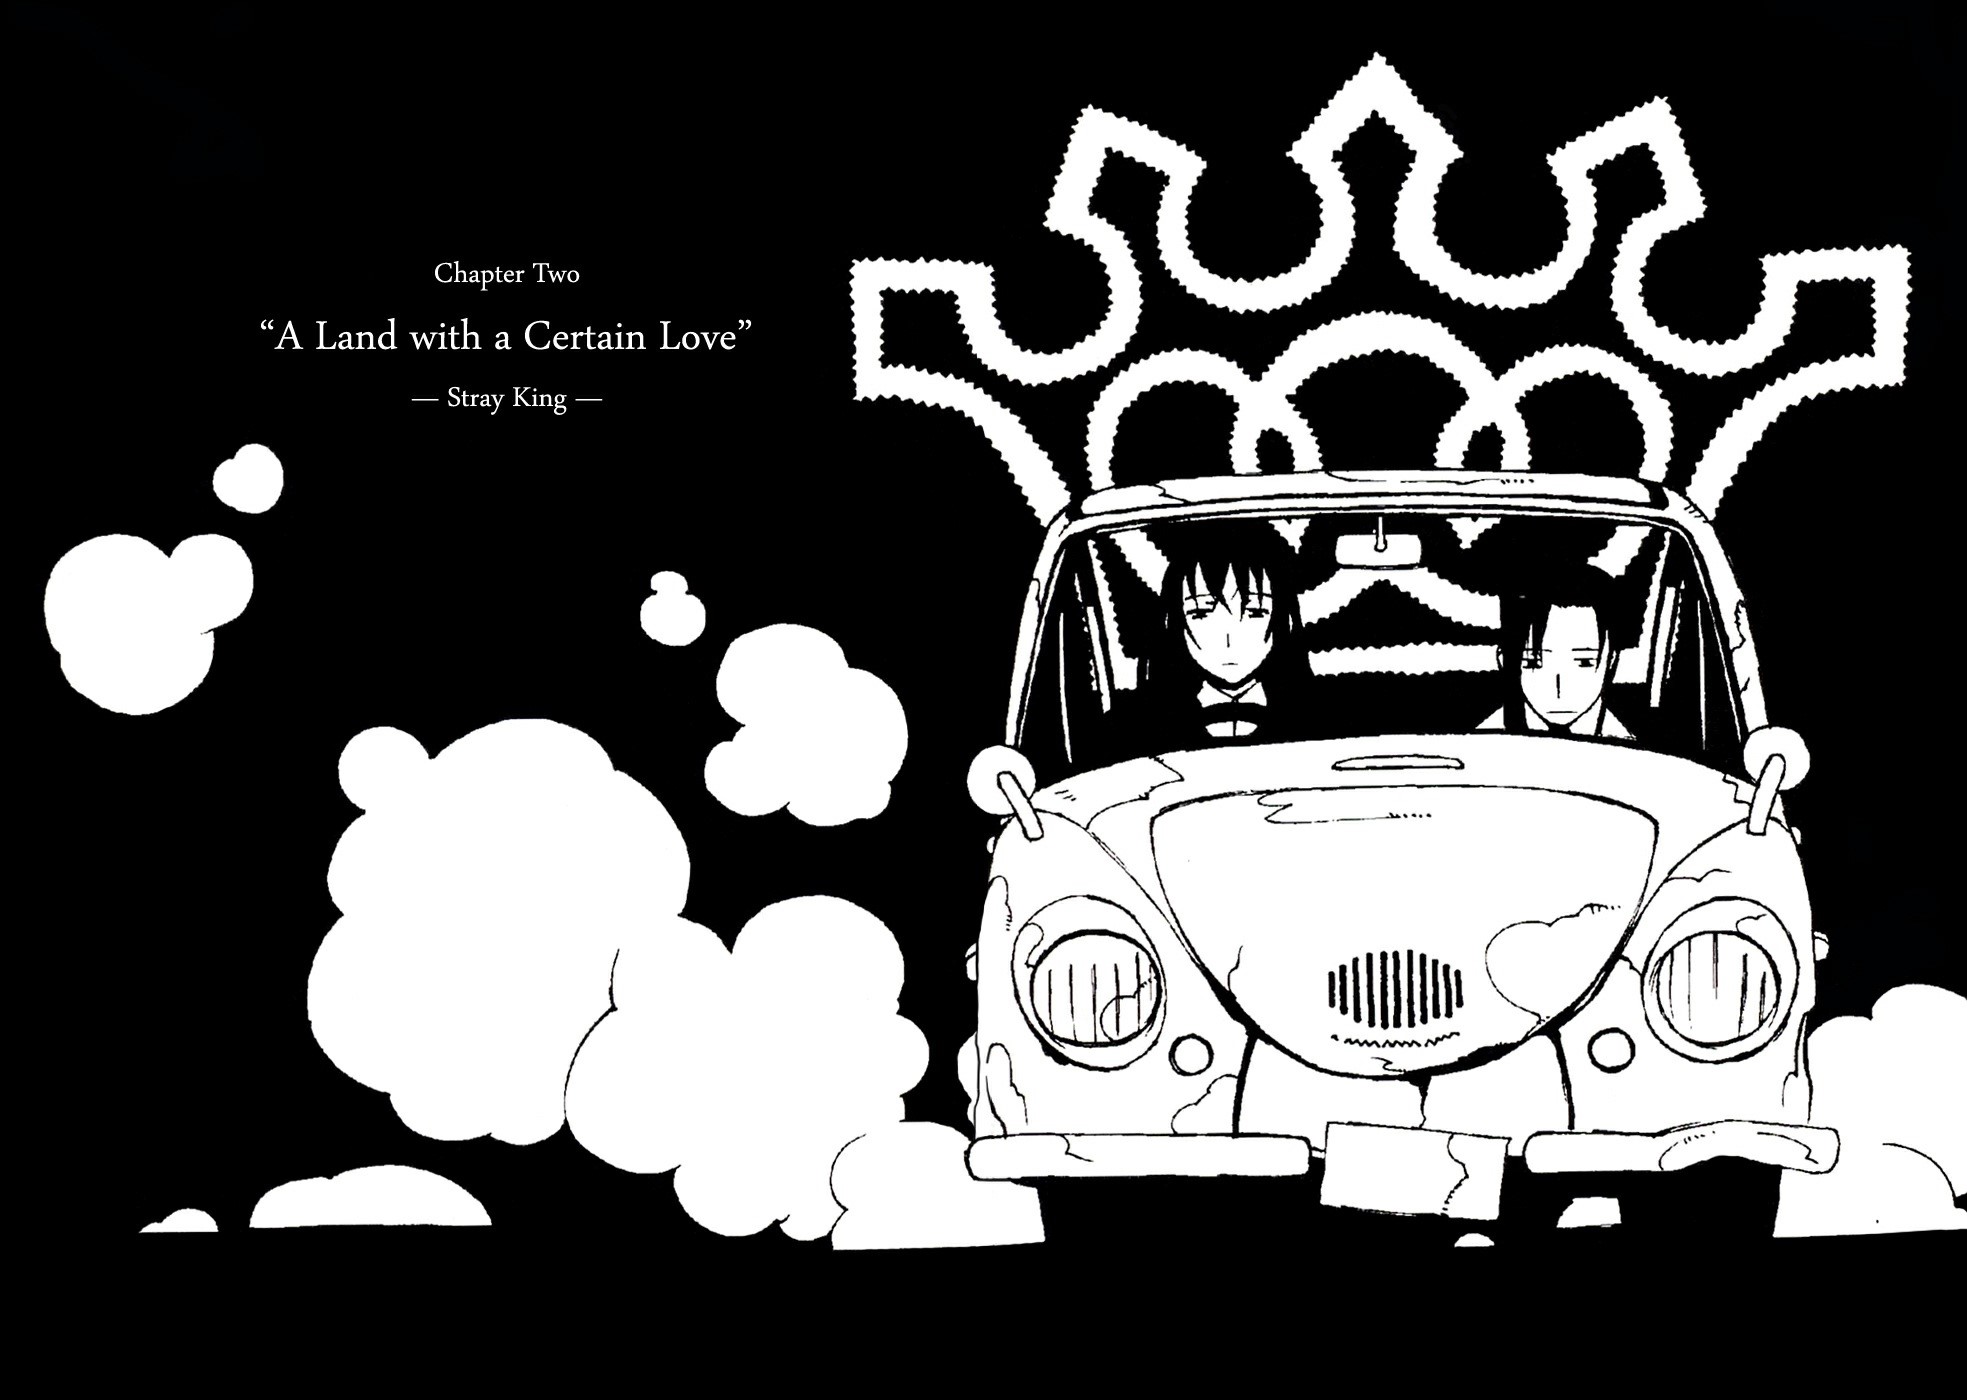 Chapter Two
“A Land with a Certain Love”
— Stray King —